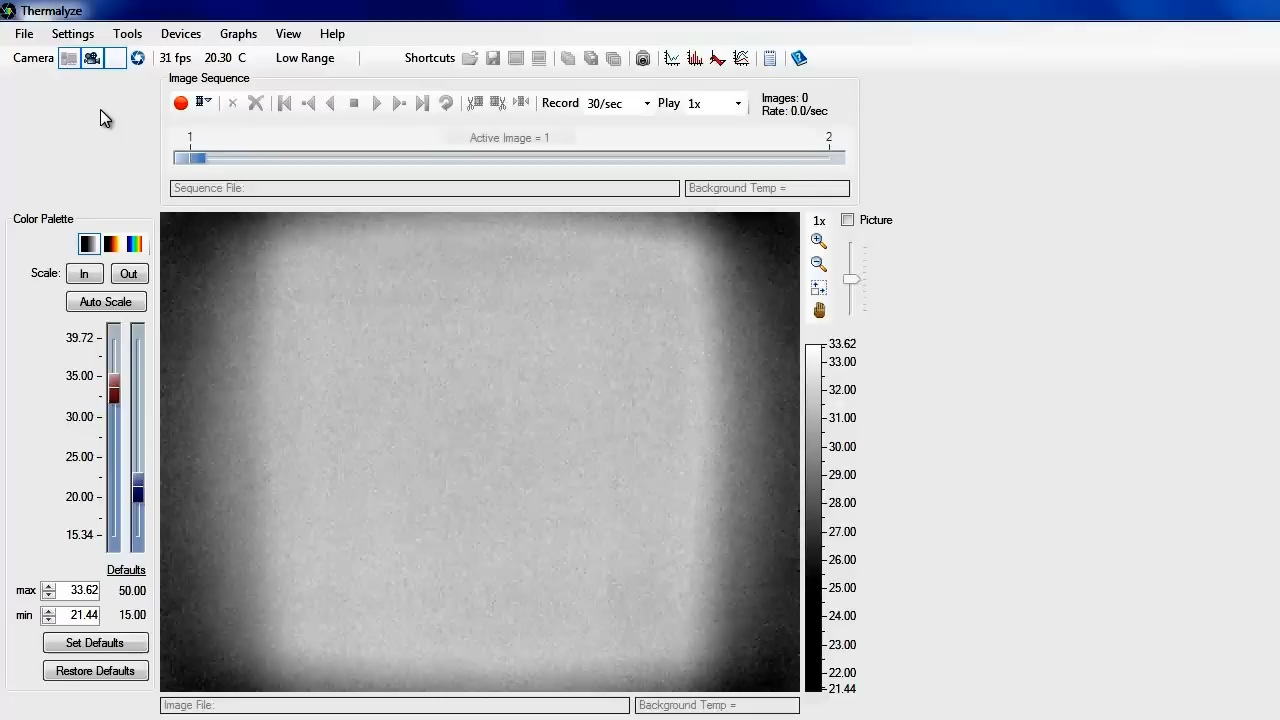 Thermalyze
File Settings Tools Devices Graphs View Help
Camera 31 fps 20.30 C Low Range Shortcuts
Image Sequence
Record 30/sec Play 1x
Images: 0
Rate: 0.0/sec
1 Active Image = 1 2
Sequence File: Background Temp =
Color Palette
Scale: In Out
Auto Scale
39.72
35.00
30.00
25.00
20.00
15.34
Defaults
max 33.62 50.00
min 21.44 15.00
Set Defaults
Restore Defaults
1x Picture
33.62
33.00
32.00
31.00
30.00
29.00
28.00
27.00
26.00
25.00
24.00
23.00
22.00
21.44
Image File: Background Temp =